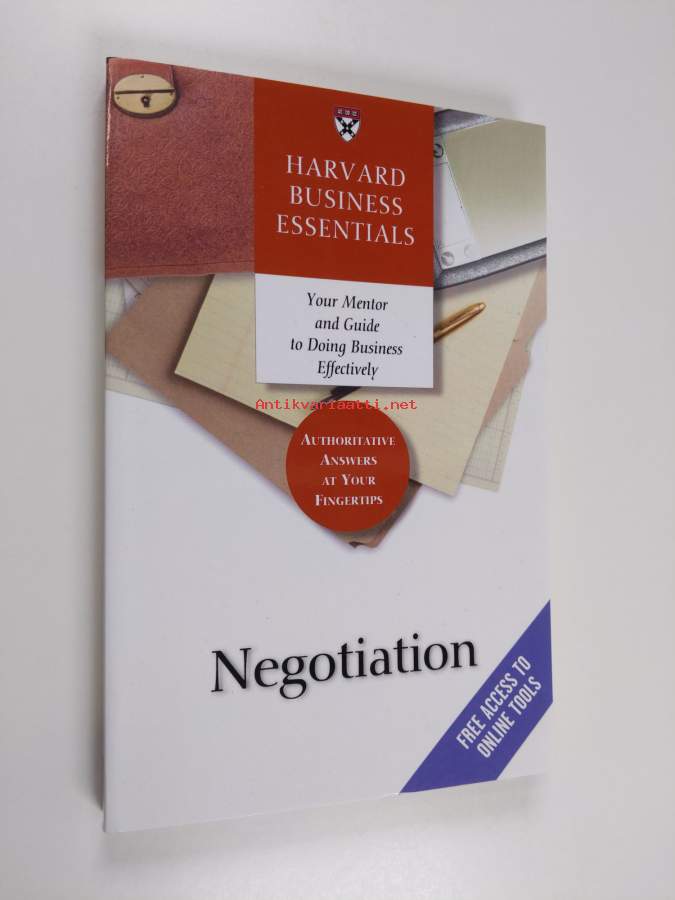 HARVARD
BUSINESS
ESSENTIALS
Your Mentor
and Guide
to Doing Business
Effectively
Antikvariaatti.net
AUTHORITATIVE
ANSWERS
AT YOUR
FINGERTIPS
Negotiation
FREE ACCESS TO
ONLINE TOOLS